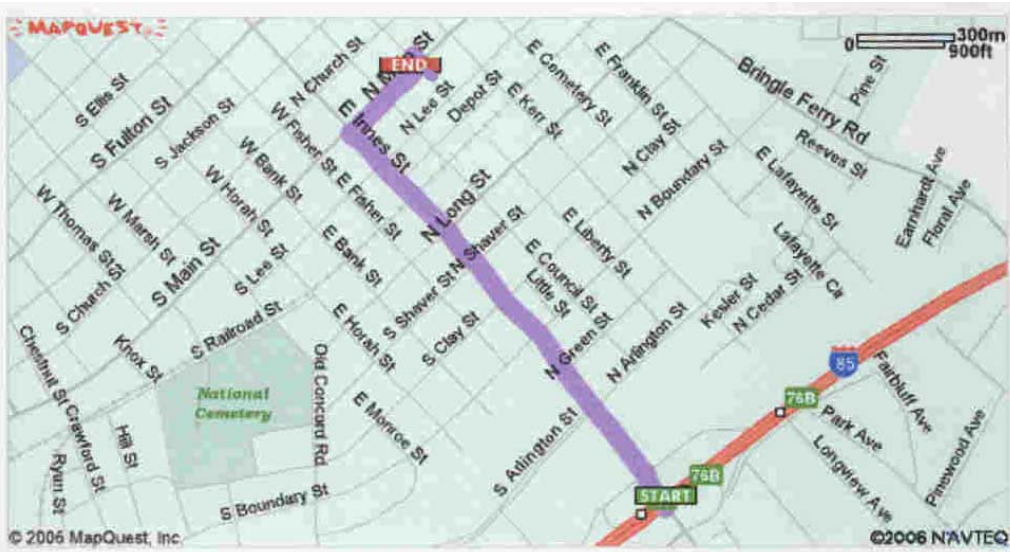 MAPQUEST
300m
0
900ft
END
E N Main St
N Church St
Innes St
S Ellis St
S Fulton St
S Jackson St
W Fisher St
E Fisher St
N Lee St
Depot St
E Kerr St
E Cemetery St
E Franklin St
N Clay St
N Boundary St
Bringle Ferry Rd
Pine St
Reeves St
E Lafayette St
Lafayette Cir
Earnhardt Ave
Floral Ave
W Bank St
W Horah St
W Thomas St
W Marsh St
S Church St
S Main St
S Lee St
E Bank St
N Long St
N Shaver St
S Shaver St
E Liberty St
E Council St
Little St
N Green St
N Arlington St
Kesler St
N Cedar St
S Railroad St
E Horah St
S Clay St
Knox St
Chestnut St
Crawford St
Hill St
Ryan St
National
Cemetery
Old Concord Rd
E Monroe St
S Boundary St
S Arlington St
85
76B
76B
START
Fairbluff Ave
Park Ave
Longview Ave
Pinewood Ave
© 2006 MapQuest, Inc
©2006 NAVTEQ